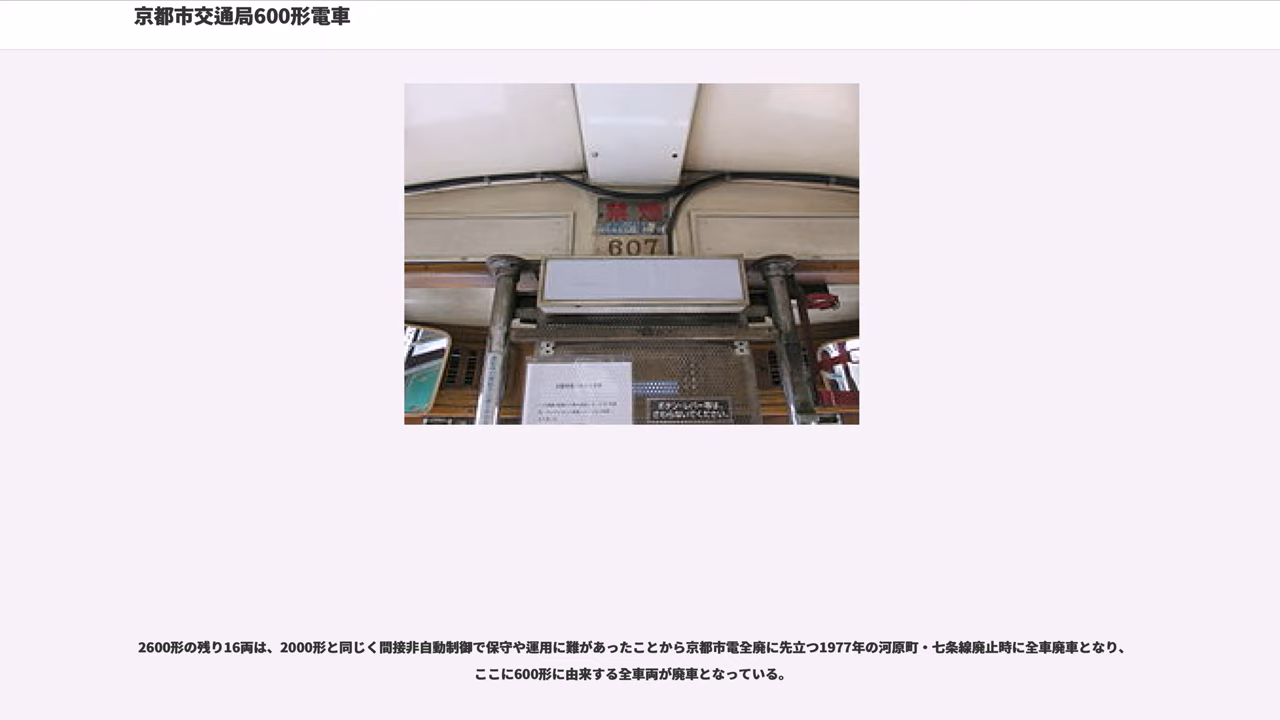 京都市交通局600形電車
禁煙
607
ボタン・レバー等は
さわらないでください。
2600形の残り16両は、2000形と同じく間接非自動制御で保守や運用に難があったことから京都市電全廃に先立つ1977年の河原町・七条線廃止時に全車廃車となり、
ここに600形に由来する全車両が廃車となっている。